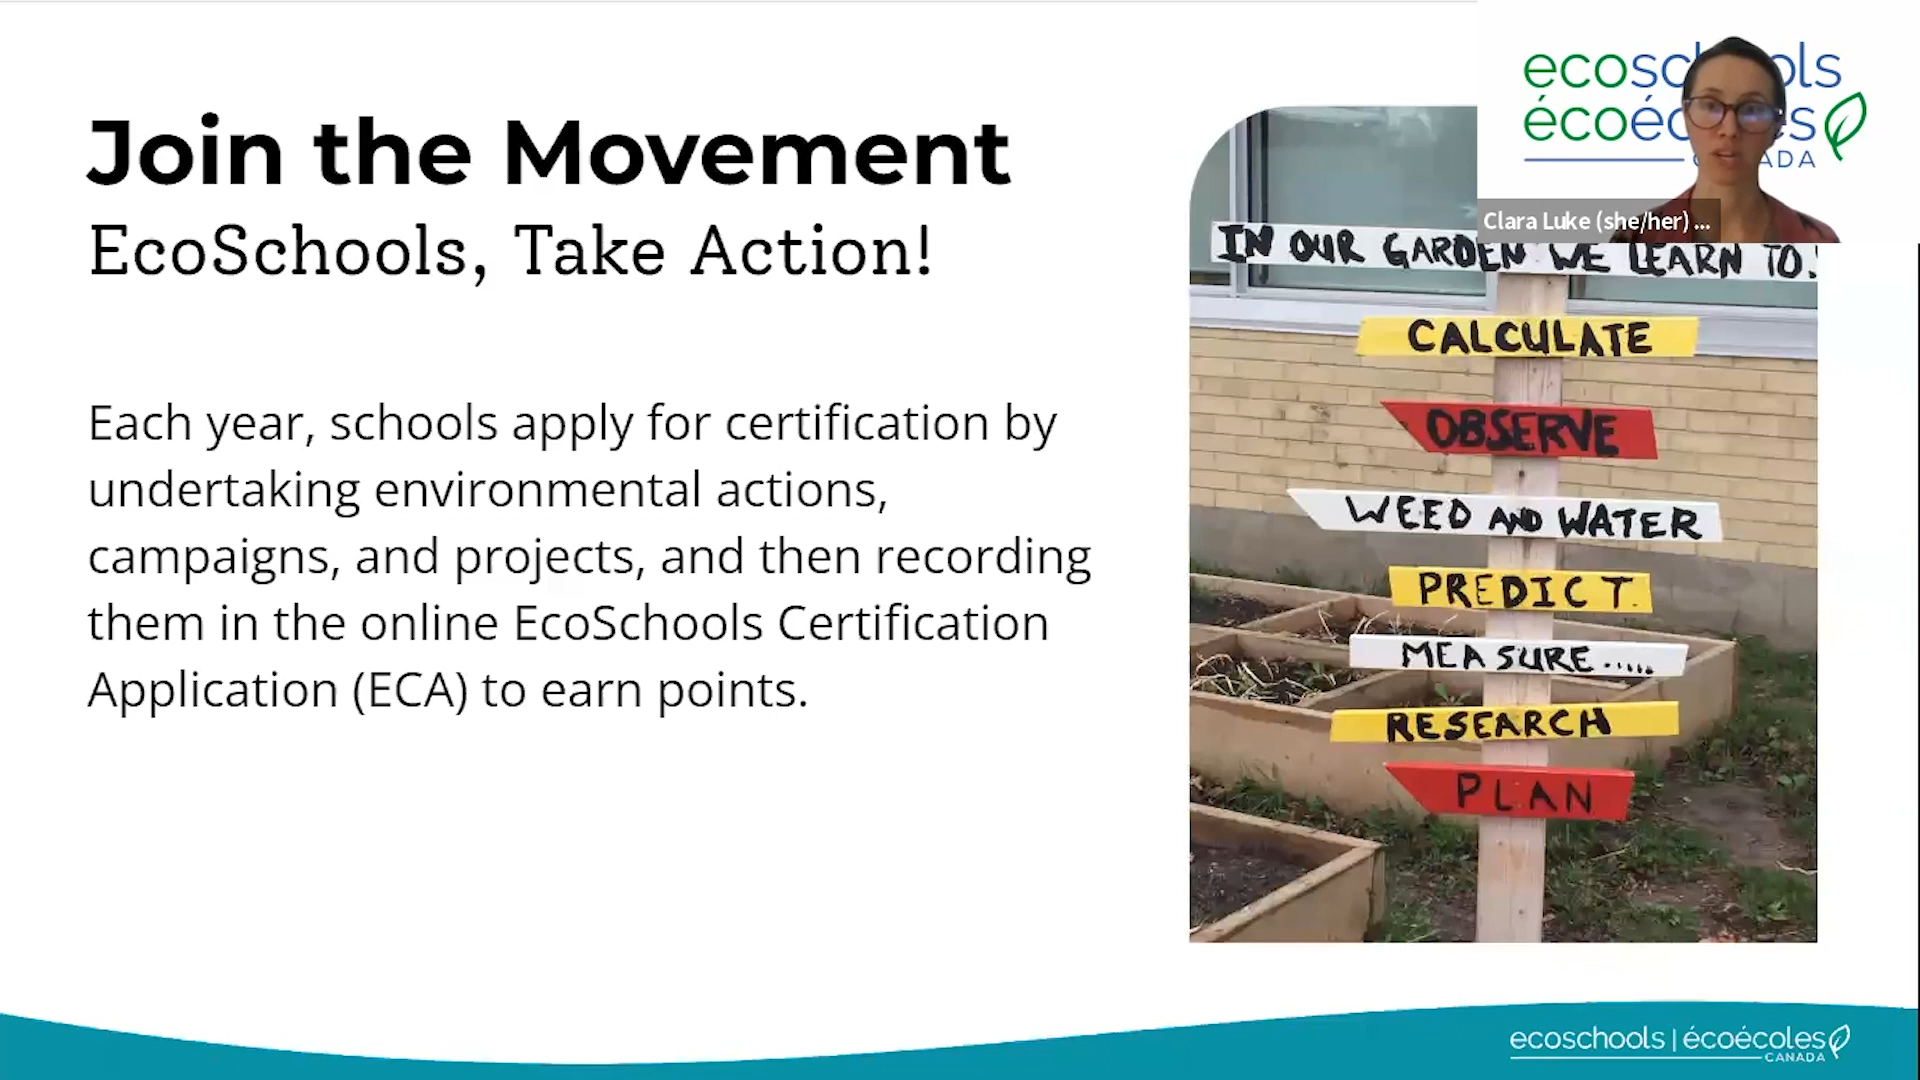 Join the Movement
EcoSchools, Take Action!
Each year, schools apply for certification by
undertaking environmental actions,
campaigns, and projects, and then recording
them in the online EcoSchools Certification
Application (ECA) to earn points.
Clara Luke (she/her) ...
IN OUR GARDEN WE LEARN TO.
CALCULATE
OBSERVE
WEED AND WATER
PREDICT.
MEASURE.....
RESEARCH
PLAN
ecoschools | écoécoles
CANADA